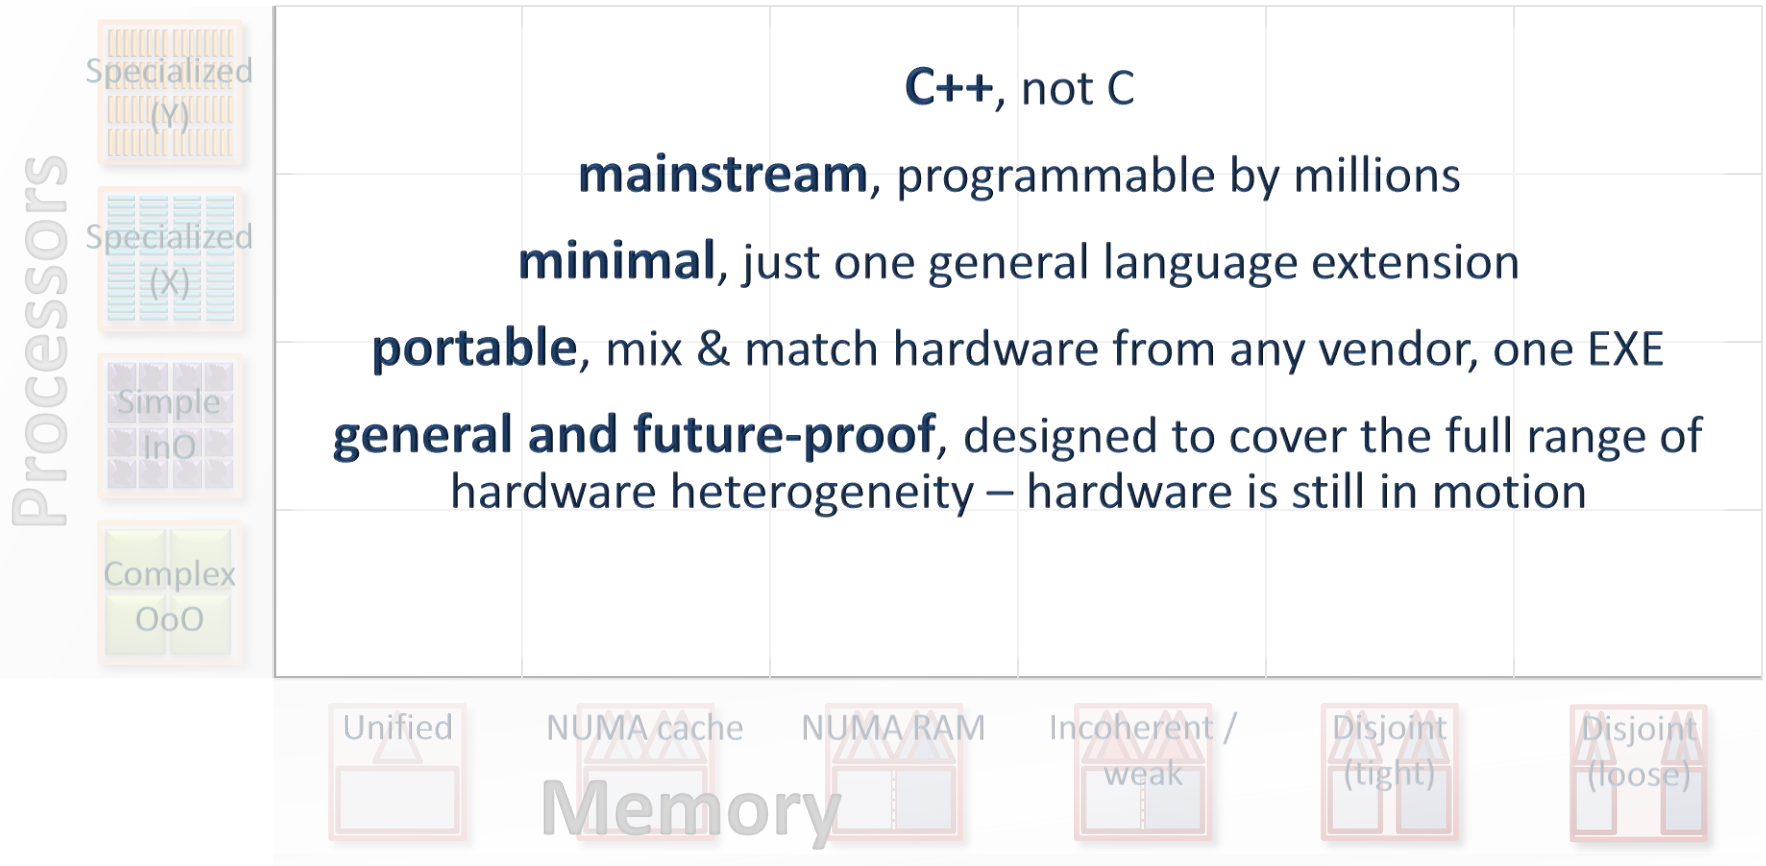 C++, not C
mainstream, programmable by millions
minimal, just one general language extension
portable, mix & match hardware from any vendor, one EXE
general and future-proof, designed to cover the full range of
hardware heterogeneity – hardware is still in motion
Processors
Specialized
(Y)
Specialized
(X)
Simple
InO
Complex
OoO
Unified
NUMA cache
NUMA RAM
Incoherent /
weak
Disjoint
(tight)
Disjoint
(loose)
Memory